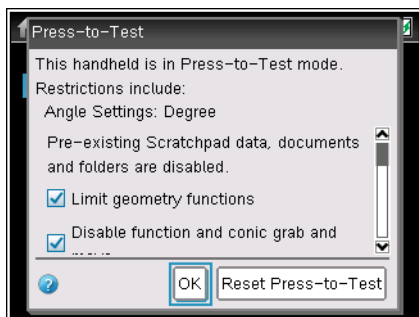 Press-to-Test
This handheld is in Press-to-Test mode.
Restrictions include:
Angle Settings: Degree
Pre-existing Scratchpad data, documents
and folders are disabled.
Limit geometry functions
Disable function and conic grab and
OK
Reset Press-to-Test